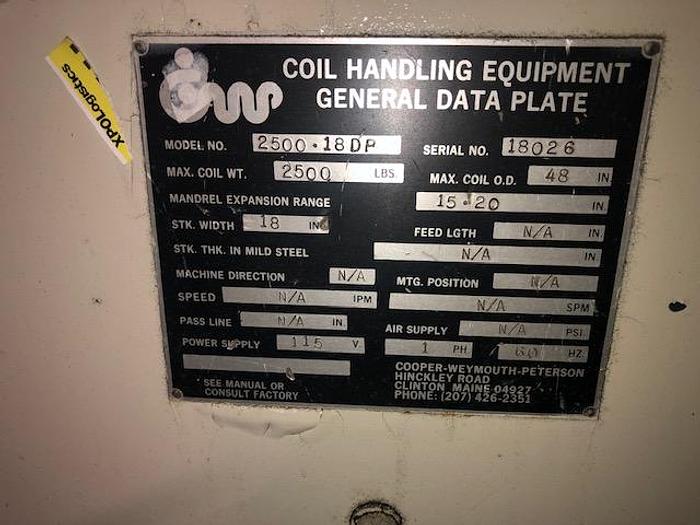 XPOLogistics
CWP
COIL HANDLING EQUIPMENT
GENERAL DATA PLATE
MODEL NO. 2500·18DP SERIAL NO. 18026
MAX. COIL WT. 2500 LBS. MAX. COIL O.D. 48 IN.
MANDREL EXPANSION RANGE 15·20 IN.
STK. WIDTH 18 IN. FEED LGTH N/A IN.
STK. THK. IN MILD STEEL N/A IN
MACHINE DIRECTION N/A MTG. POSITION N/A
SPEED N/A IPM N/A SPM
PASS LINE N/A IN. AIR SUPPLY N/A PSI.
POWER SUPPLY 115 V 1 PH 60 HZ.
SEE MANUAL OR
CONSULT FACTORY
COOPER-WEYMOUTH-PETERSON
HINCKLEY ROAD
CLINTON MAINE 04927
PHONE: (207) 426-2351